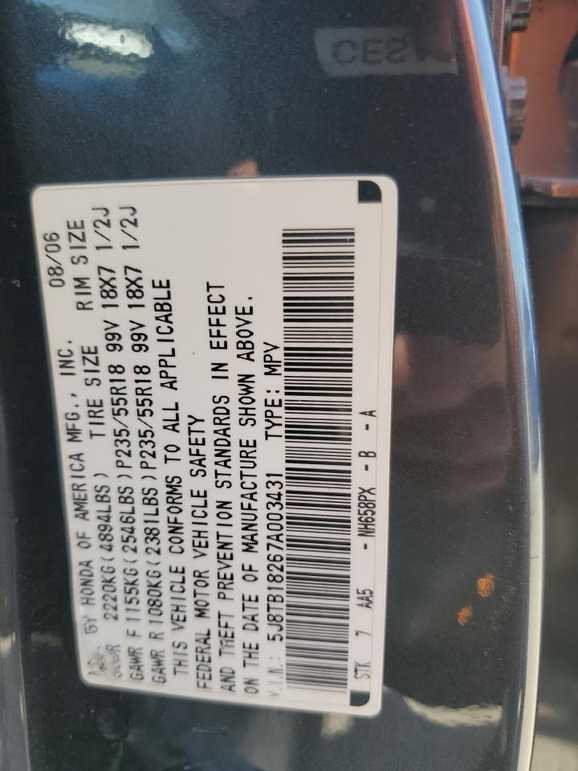 BY HONDA OF AMERICA MFG., INC. 08/06
2220KG(4894LBS) TIRE SIZE RIM SIZE
GAWR F1155KG(2546LBS)P235/55R18 99V 18X7 1/2J
GAWR R1080KG(2381LBS)P235/55R18 99V 18X7 1/2J
THIS VEHICLE CONFORMS TO ALL APPLICABLE
FEDERAL MOTOR VEHICLE SAFETY
AND THEFT PREVENTION STANDARDS IN EFFECT
ON THE DATE OF MANUFACTURE SHOWN ABOVE.
V.I.N.: 5J8TB18267A003431 TYPE: MPV
STK 7 AA5 -NH658PX -B -A